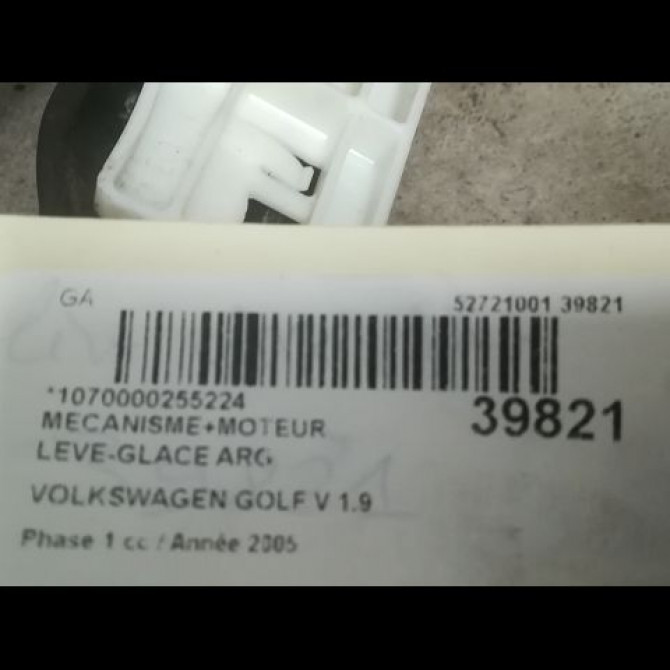 GA
52721001 39821
*1070000255224
39821
MECANISME+MOTEUR
LEVE-GLACE ARG
VOLKSWAGEN GOLF V 1.9
Phase 1 cc / Année 2005